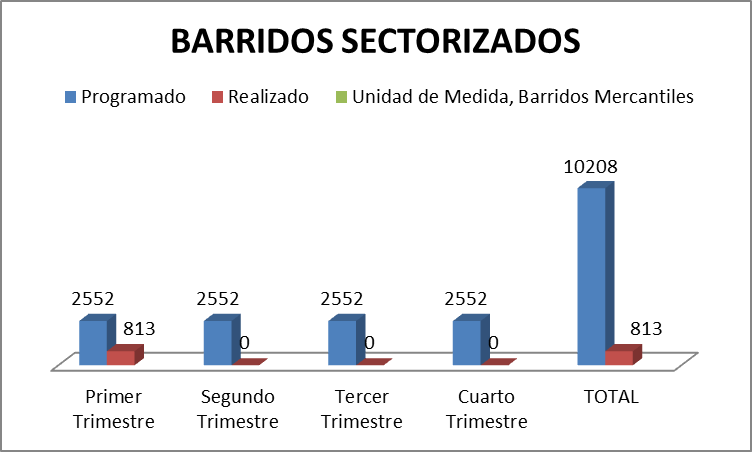 BARRIDOS SECTORIZADOS
Programado Realizado Unidad de Medida, Barridos Mercantiles
10208
2552 2552 2552 2552
813 0 0 0 813
Primer Segundo Tercer Cuarto TOTAL
Trimestre Trimestre Trimestre Trimestre